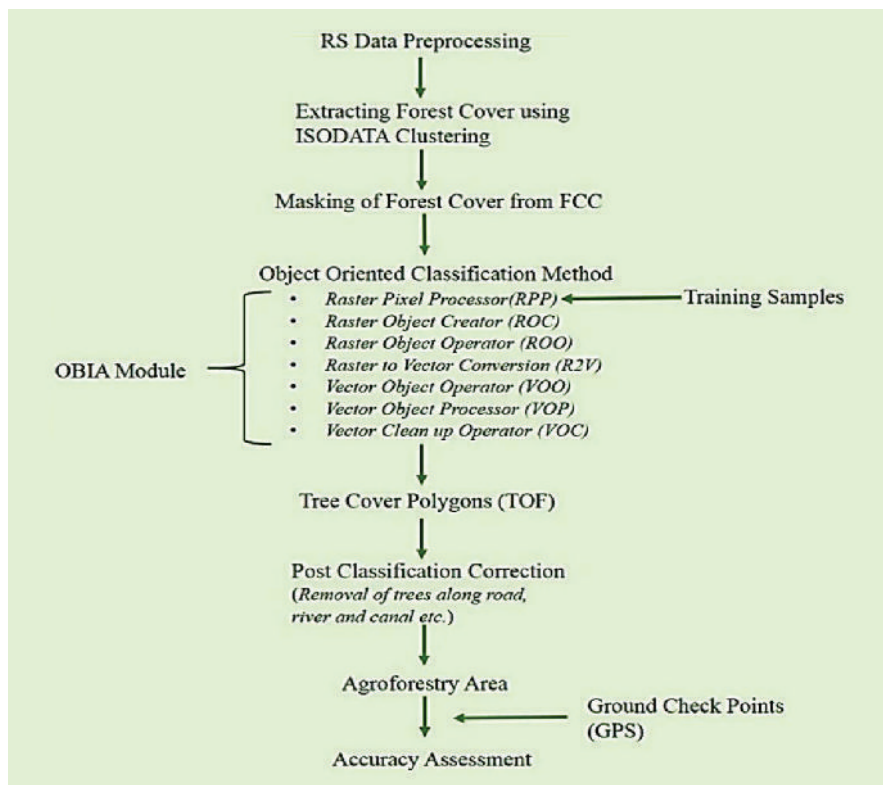 RS Data Preprocessing
Extracting Forest Cover using
ISODATA Clustering
Masking of Forest Cover from FCC
Object Oriented Classification Method
• Raster Pixel Processor(RPP)
Training Samples
• Raster Object Creator (ROC)
• Raster Object Operator (ROO)
• Raster to Vector Conversion (R2V)
OBIA Module
• Vector Object Operator (VOO)
• Vector Object Processor (VOP)
• Vector Clean up Operator (VOC)
Tree Cover Polygons (TOF)
Post Classification Correction
(Removal of trees along road,
river and canal etc.)
Agroforestry Area
Ground Check Points
(GPS)
Accuracy Assessment